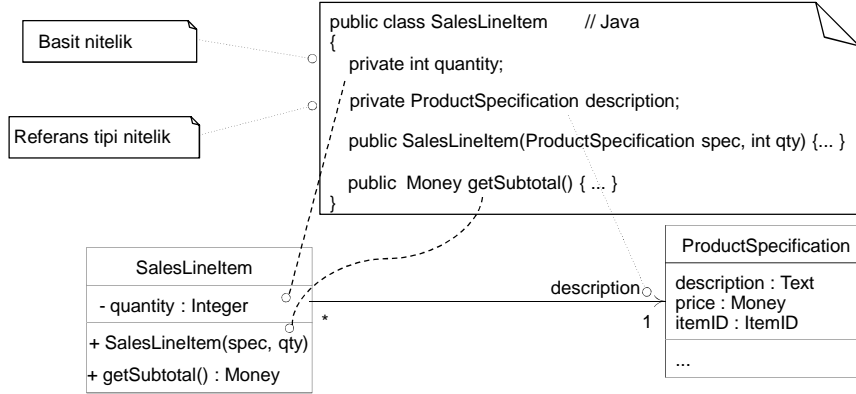 Basit nitelik
Referans tipi nitelik
public class SalesLineItem // Java
{
private int quantity;
private ProductSpecification description;
public SalesLineItem(ProductSpecification spec, int qty) {... }
public Money getSubtotal() { ... }
}
SalesLineItem
- quantity : Integer
+ SalesLineItem(spec, qty)
+ getSubtotal() : Money
description
*
1
ProductSpecification
description : Text
price : Money
itemID : ItemID
...